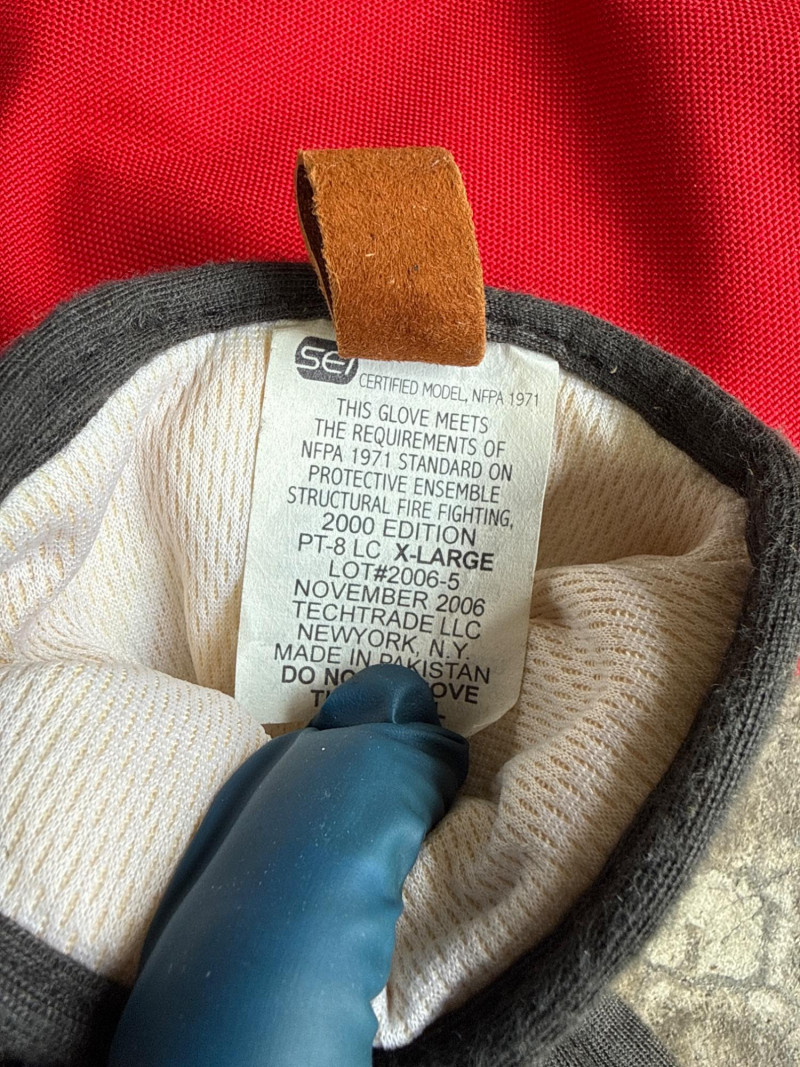 SEI
CERTIFIED MODEL, NFPA 1971
THIS GLOVE MEETS
THE REQUIREMENTS OF
NFPA 1971 STANDARD ON
PROTECTIVE ENSEMBLE
STRUCTURAL FIRE FIGHTING,
2000 EDITION
PT-8 LC X-LARGE
LOT#2006-5
NOVEMBER 2006
TECHTRADE LLC
NEWYORK, N.Y.
MADE IN PAKISTAN
DO